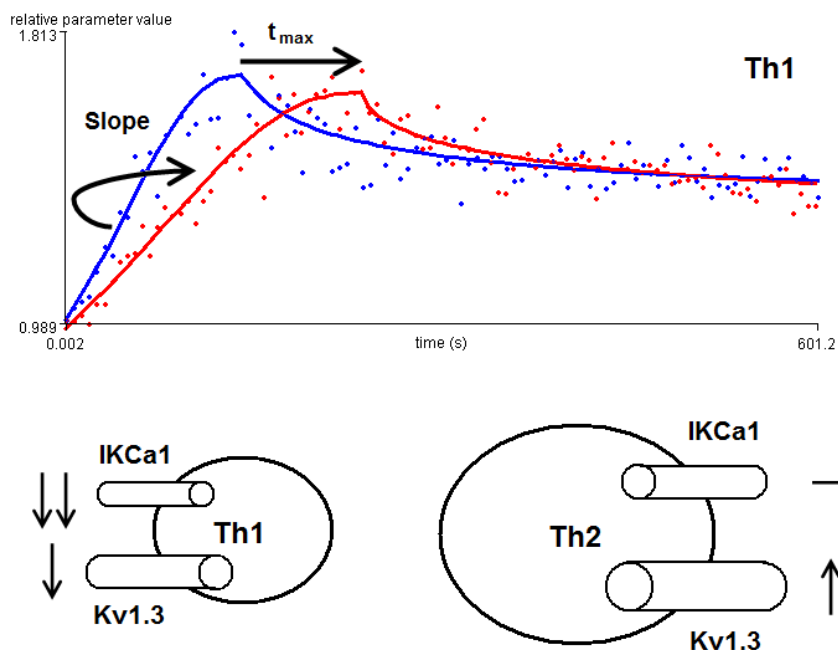 relative parameter value
1.813
t max
Th1
Slope
0.989
0.002
time (s)
601.2
IKCa1
IKCa1
Th1
Th2
Kv1.3
Kv1.3